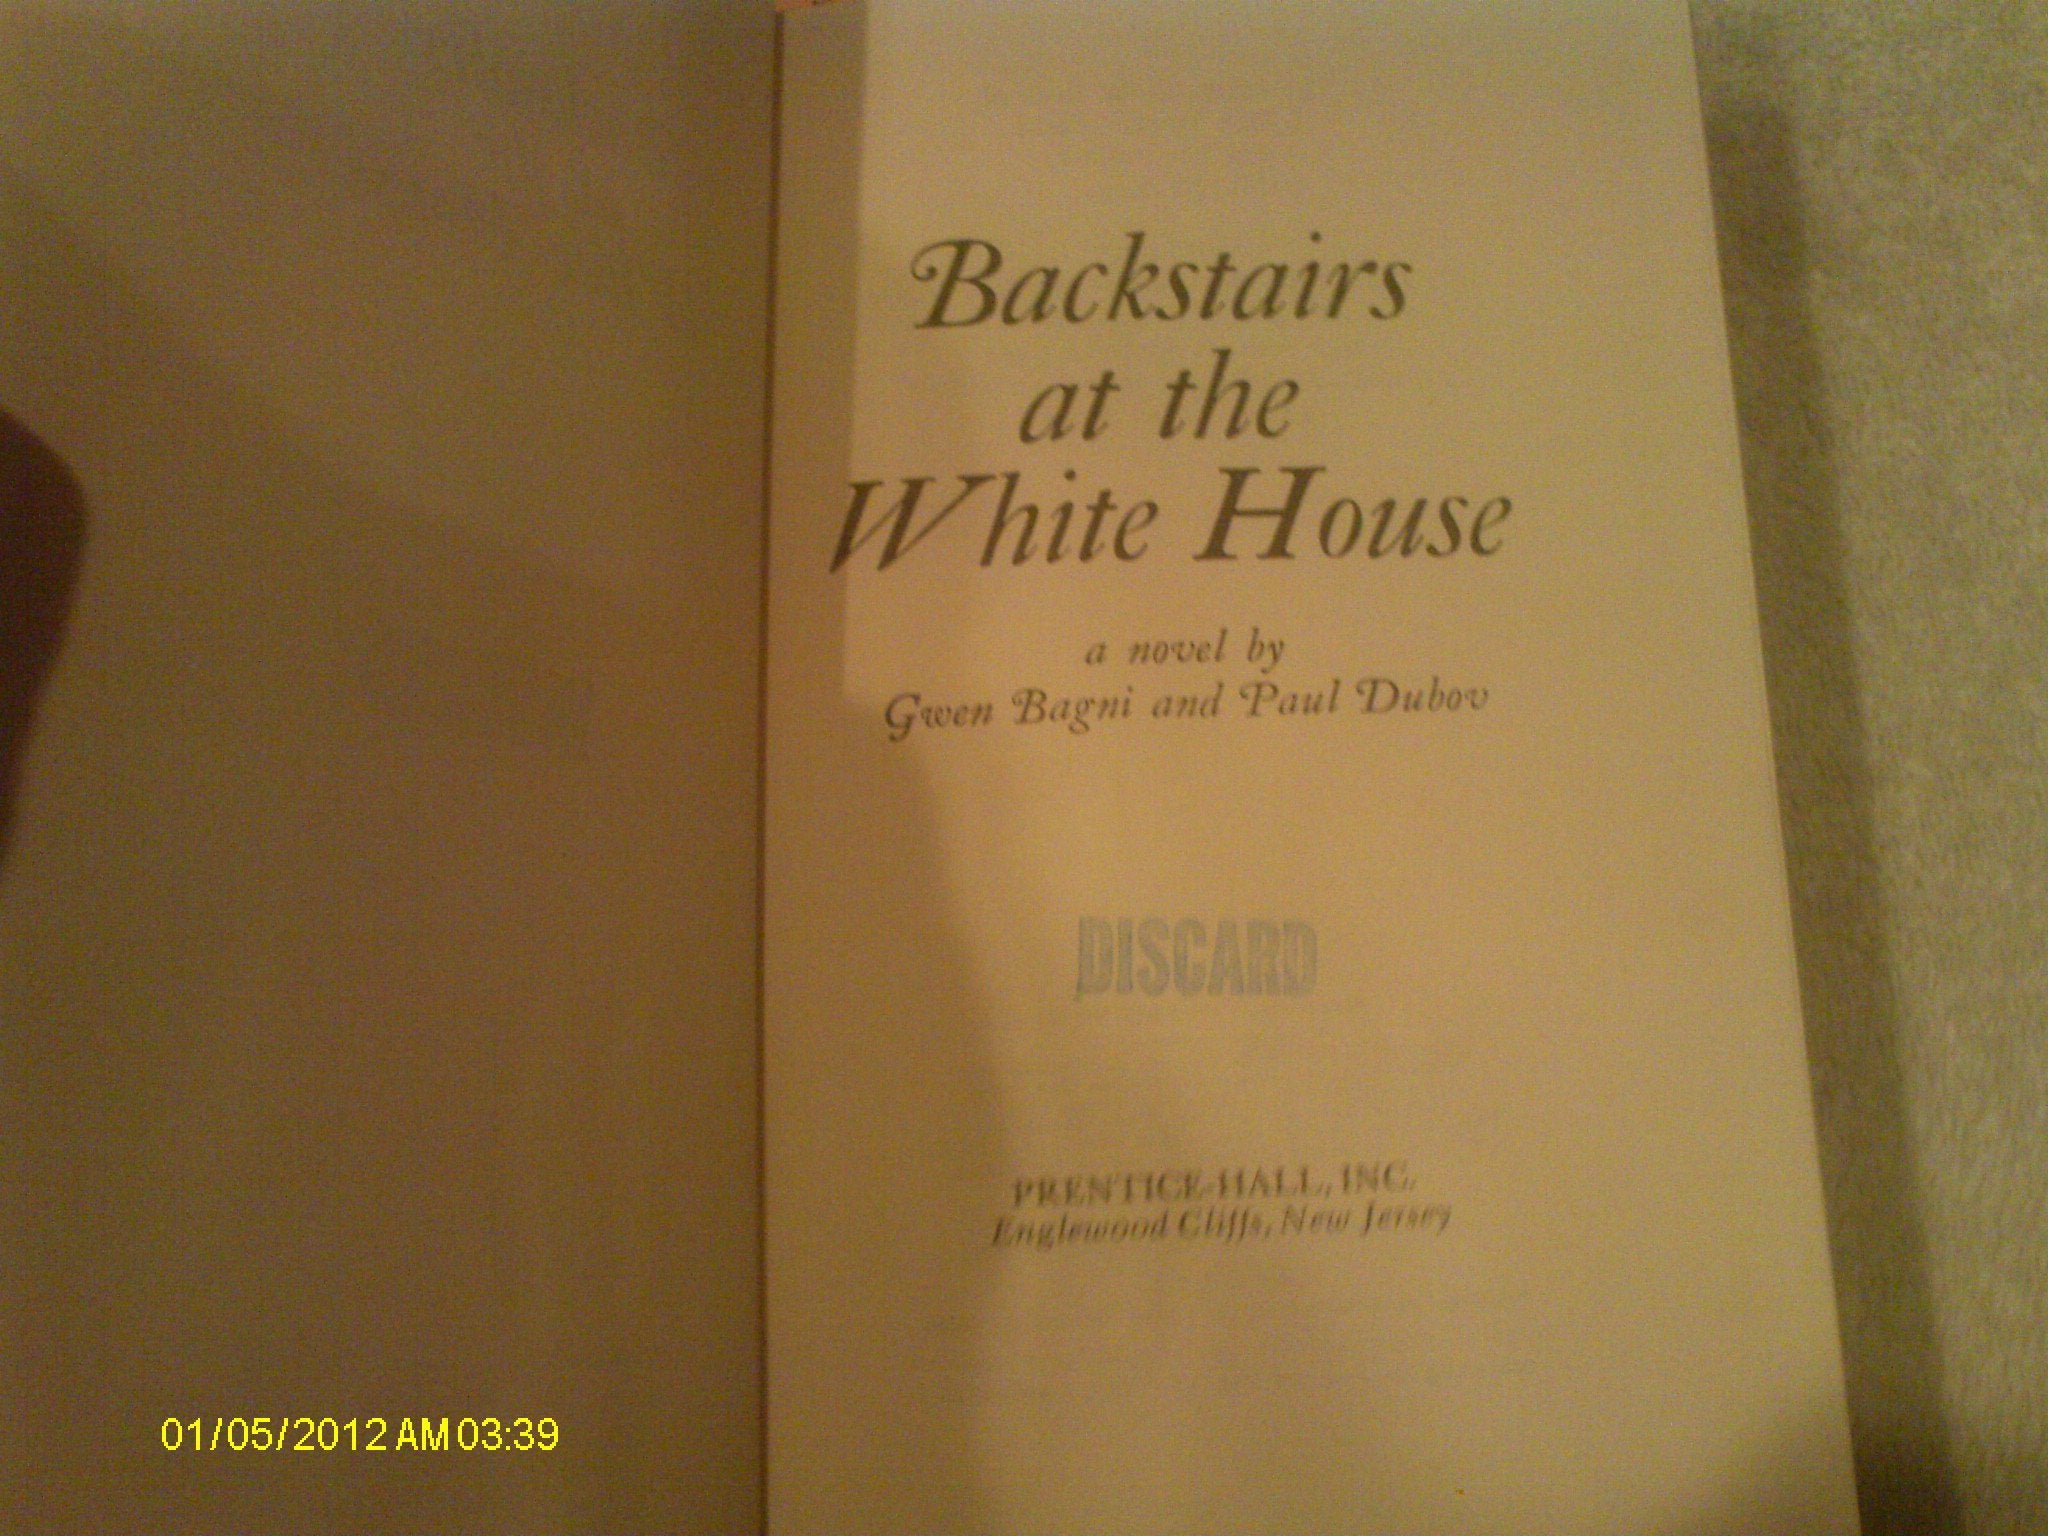 Backstairs
at the
White House
a novel by
Gwen Bagni and Paul Dubov
DISCARD
PRENTICE-HALL, INC.
Englewood Cliffs, New Jersey
01/05/2012 AM 03:39